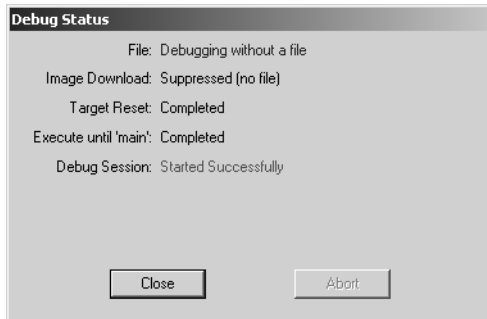 Debug Status
File: Debugging without a file
Image Download: Suppressed (no file)
Target Reset: Completed
Execute until 'main': Completed
Debug Session: Started Successfully
Close Abort